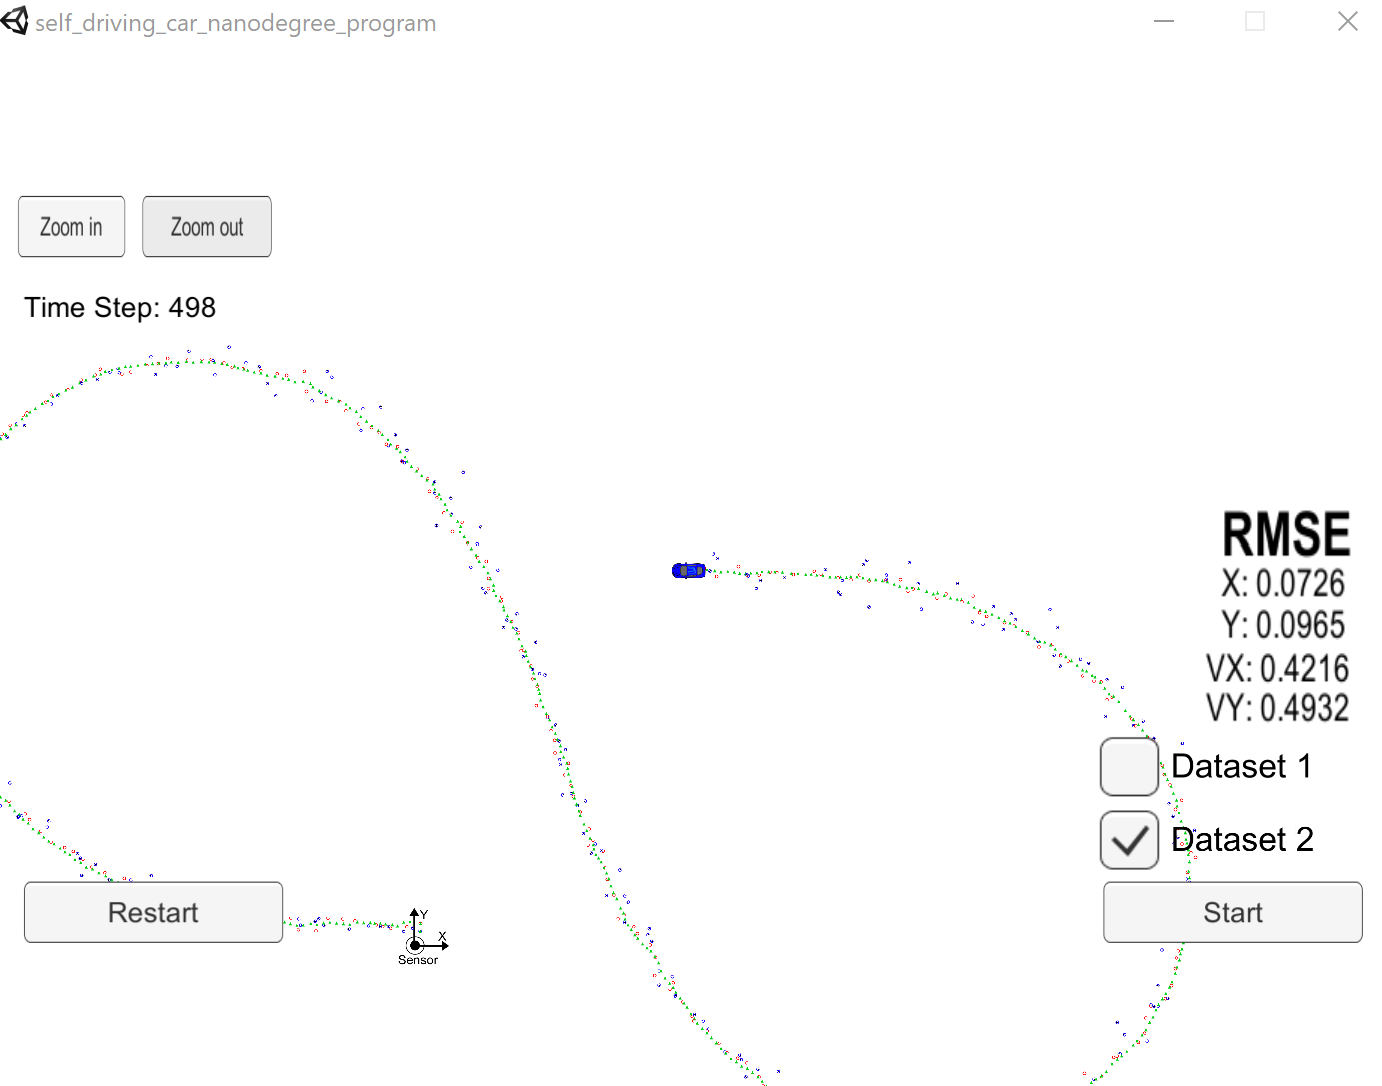 self_driving_car_nanodegree_program
Zoom in
Zoom out
Time Step: 498
RMSE
X: 0.0726
Y: 0.0965
VX: 0.4216
VY: 0.4932
Dataset 1
Dataset 2
Restart
Y
X
Sensor
Start